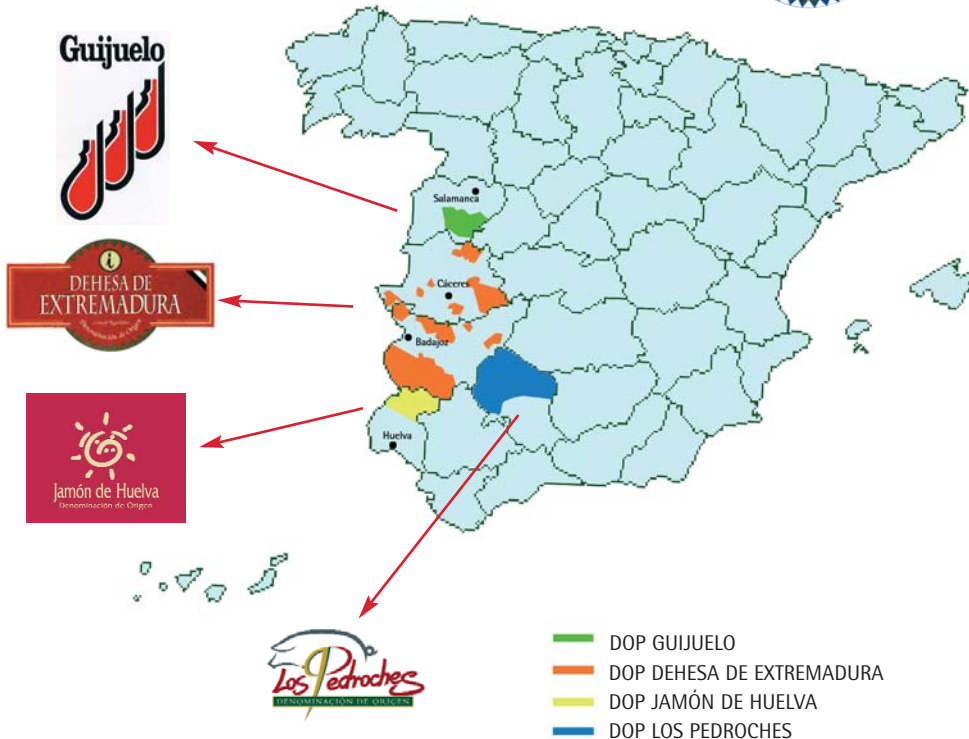 Guijuelo
DEHESA DE
EXTREMADURA
Denominación de Origen
Jamón de Huelva
Denominación de Origen
Salamanca
Cáceres
Badajoz
Huelva
Los Pedroches
DENOMINACIÓN DE ORIGEN
DOP GUIJUELO
DOP DEHESA DE EXTREMADURA
DOP JAMÓN DE HUELVA
DOP LOS PEDROCHES